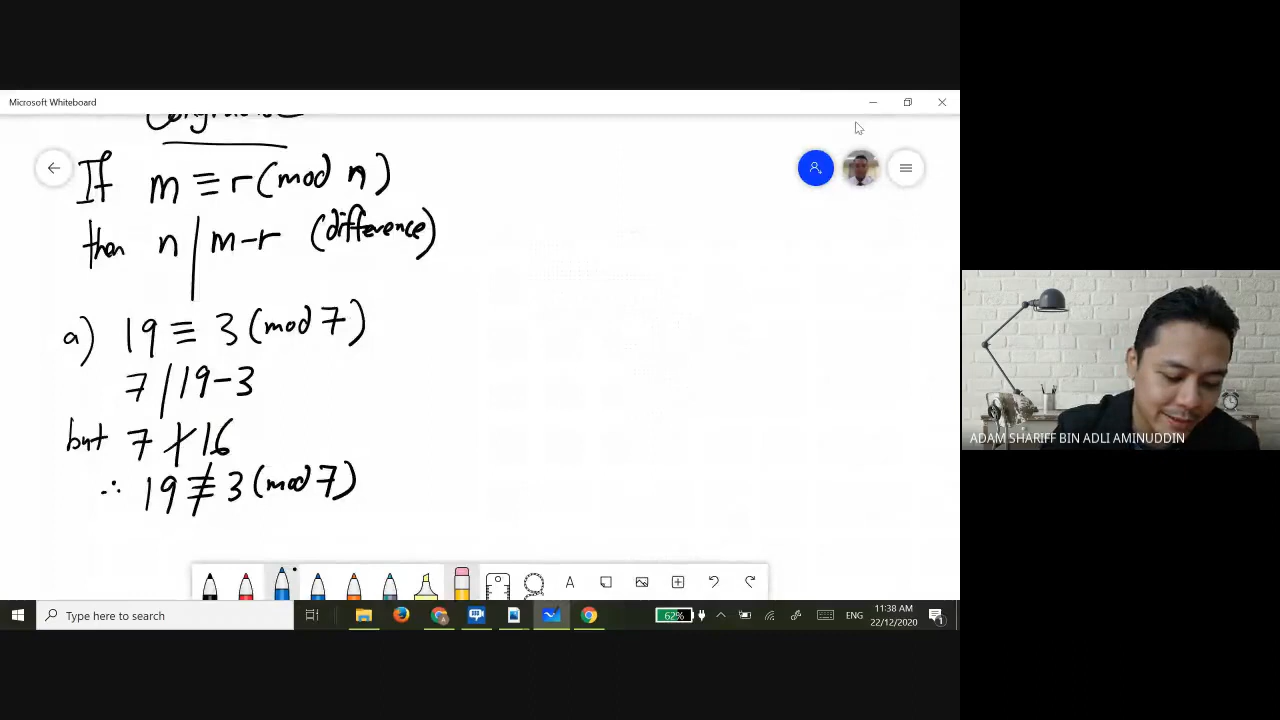 Microsoft Whiteboard
If m ≡ r (mod n)
then n | m - r (difference)
a) 19 ≡ 3 (mod 7)
7 | 19 - 3
but 7 ∤ 16
∴ 19 ≢ 3 (mod 7)
ADAM SHARIFF BIN ADLI AMINUDDIN
A
Type here to search
62%
ENG
11:38 AM
22/12/2020